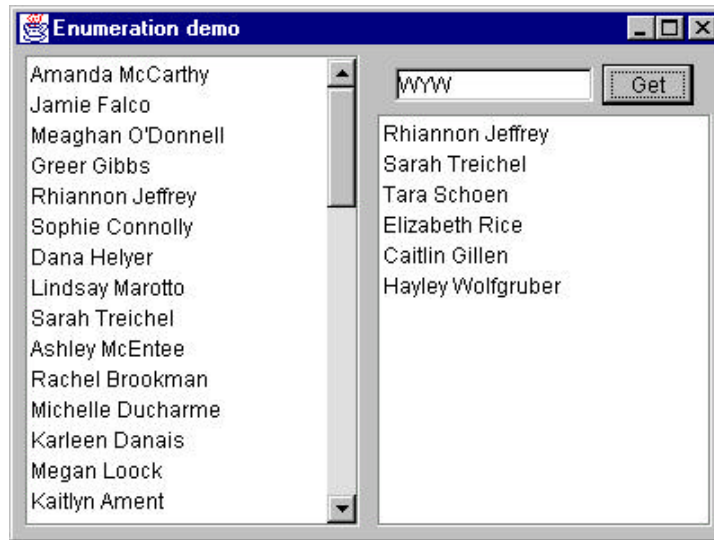 Enumeration demo
Amanda McCarthy
Jamie Falco
Meaghan O'Donnell
Greer Gibbs
Rhiannon Jeffrey
Sophie Connolly
Dana Helyer
Lindsay Marotto
Sarah Treichel
Ashley McEntee
Rachel Brookman
Michelle Ducharme
Karleen Danais
Megan Loock
Kaitlyn Ament
WYW
Get
Rhiannon Jeffrey
Sarah Treichel
Tara Schoen
Elizabeth Rice
Caitlin Gillen
Hayley Wolfgruber